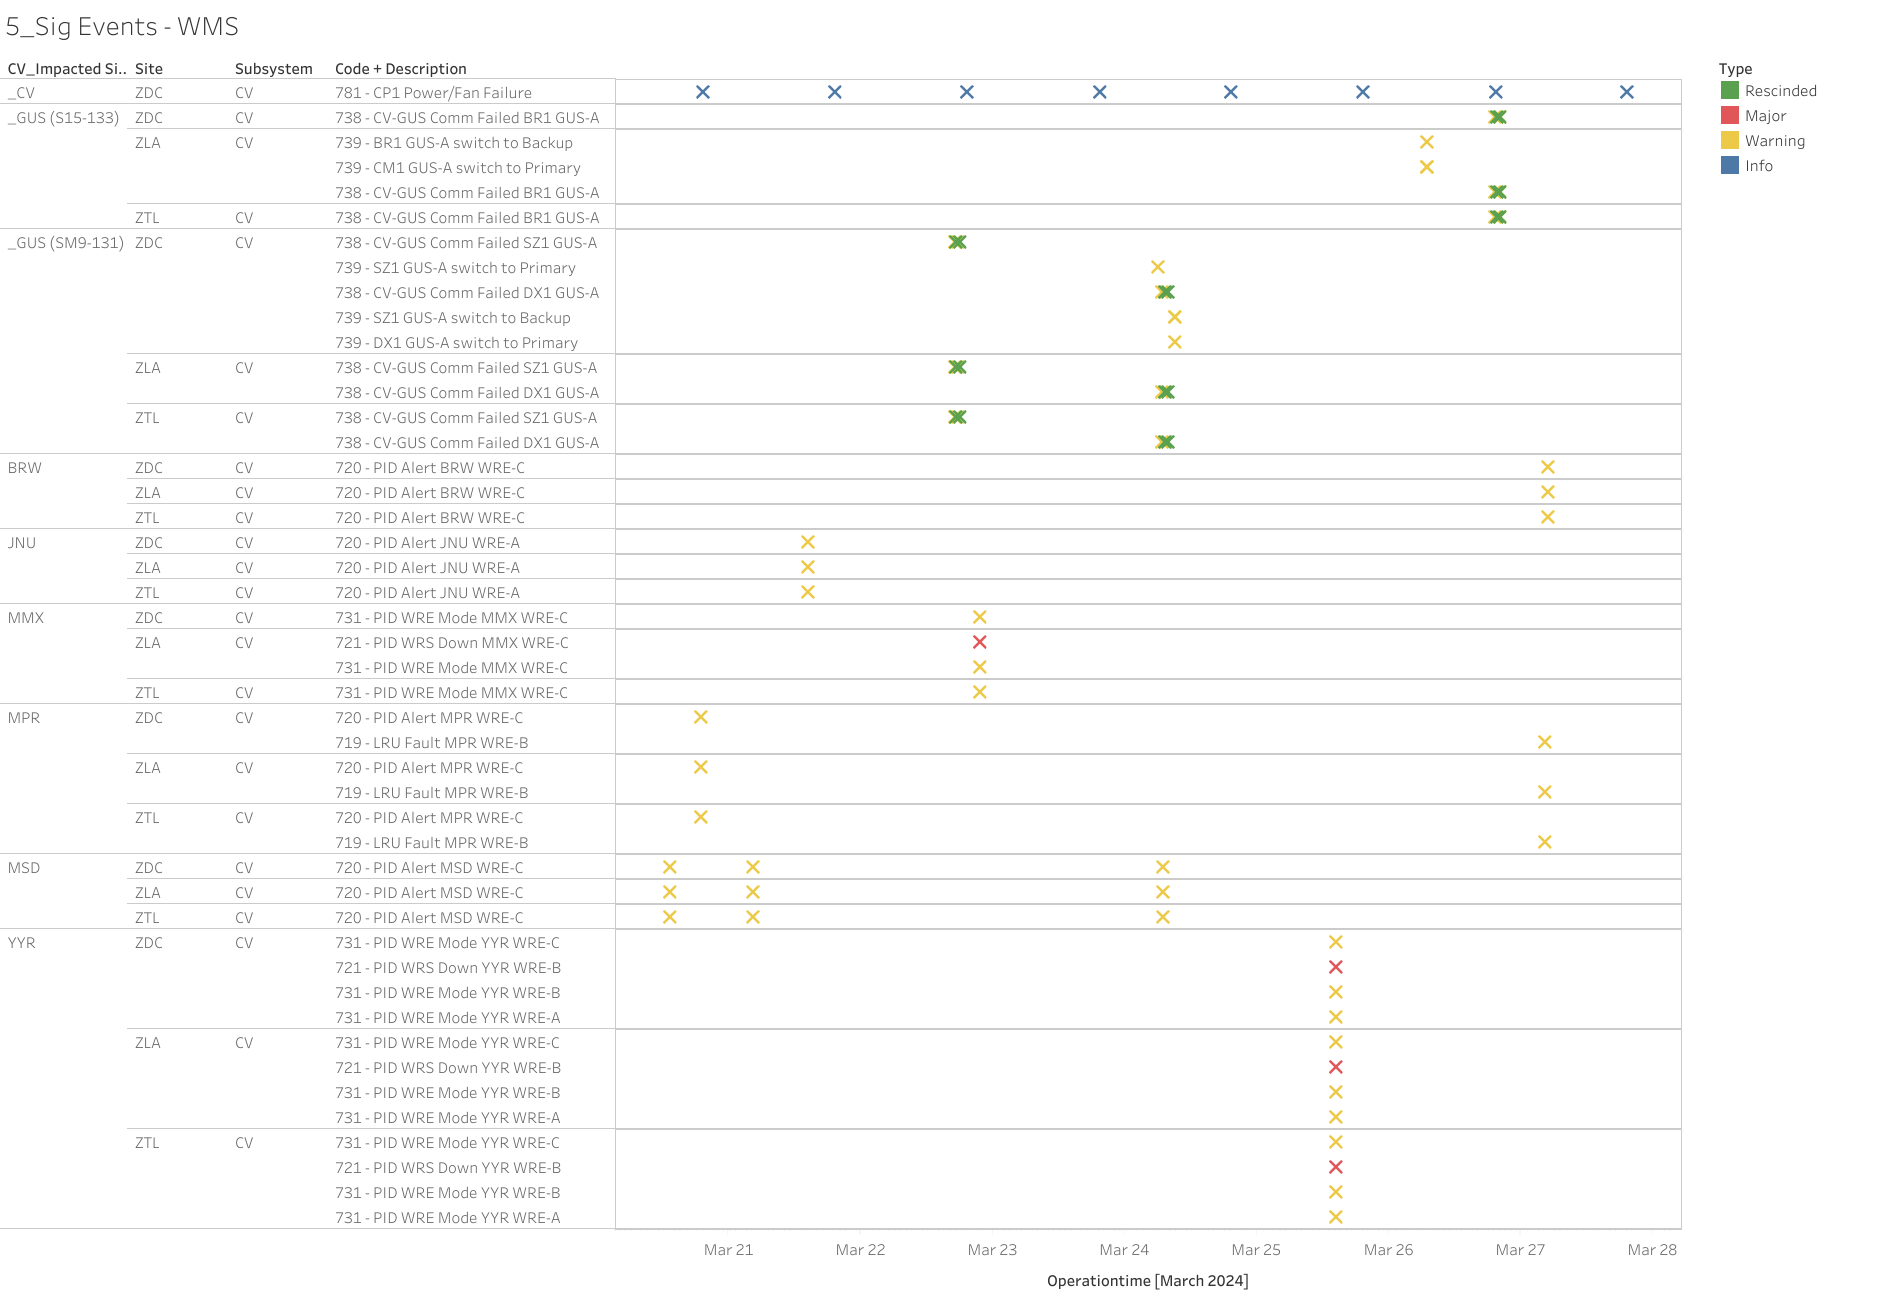 5_Sig Events - WMS
CV_Impacted Si.. Site Subsystem Code + Description
_CV ZDC CV 781 - CP1 Power/Fan Failure
_GUS (S15-133) ZDC CV 738 - CV-GUS Comm Failed BR1 GUS-A
ZLA CV 739 - BR1 GUS-A switch to Backup
739 - CM1 GUS-A switch to Primary
738 - CV-GUS Comm Failed BR1 GUS-A
ZTL CV 738 - CV-GUS Comm Failed BR1 GUS-A
_GUS (SM9-131) ZDC CV 738 - CV-GUS Comm Failed SZ1 GUS-A
739 - SZ1 GUS-A switch to Primary
738 - CV-GUS Comm Failed DX1 GUS-A
739 - SZ1 GUS-A switch to Backup
739 - DX1 GUS-A switch to Primary
ZLA CV 738 - CV-GUS Comm Failed SZ1 GUS-A
738 - CV-GUS Comm Failed DX1 GUS-A
ZTL CV 738 - CV-GUS Comm Failed SZ1 GUS-A
738 - CV-GUS Comm Failed DX1 GUS-A
BRW ZDC CV 720 - PID Alert BRW WRE-C
ZLA CV 720 - PID Alert BRW WRE-C
ZTL CV 720 - PID Alert BRW WRE-C
JNU ZDC CV 720 - PID Alert JNU WRE-A
ZLA CV 720 - PID Alert JNU WRE-A
ZTL CV 720 - PID Alert JNU WRE-A
MMX ZDC CV 731 - PID WRE Mode MMX WRE-C
ZLA CV 721 - PID WRS Down MMX WRE-C
731 - PID WRE Mode MMX WRE-C
ZTL CV 731 - PID WRE Mode MMX WRE-C
MPR ZDC CV 720 - PID Alert MPR WRE-C
719 - LRU Fault MPR WRE-B
ZLA CV 720 - PID Alert MPR WRE-C
719 - LRU Fault MPR WRE-B
ZTL CV 720 - PID Alert MPR WRE-C
719 - LRU Fault MPR WRE-B
MSD ZDC CV 720 - PID Alert MSD WRE-C
ZLA CV 720 - PID Alert MSD WRE-C
ZTL CV 720 - PID Alert MSD WRE-C
YYR ZDC CV 731 - PID WRE Mode YYR WRE-C
721 - PID WRS Down YYR WRE-B
731 - PID WRE Mode YYR WRE-B
731 - PID WRE Mode YYR WRE-A
ZLA CV 731 - PID WRE Mode YYR WRE-C
721 - PID WRS Down YYR WRE-B
731 - PID WRE Mode YYR WRE-B
731 - PID WRE Mode YYR WRE-A
ZTL CV 731 - PID WRE Mode YYR WRE-C
721 - PID WRS Down YYR WRE-B
731 - PID WRE Mode YYR WRE-B
731 - PID WRE Mode YYR WRE-A
Mar 21 Mar 22 Mar 23 Mar 24 Mar 25 Mar 26 Mar 27 Mar 28
Operationtime [March 2024]
Type
Rescinded
Major
Warning
Info